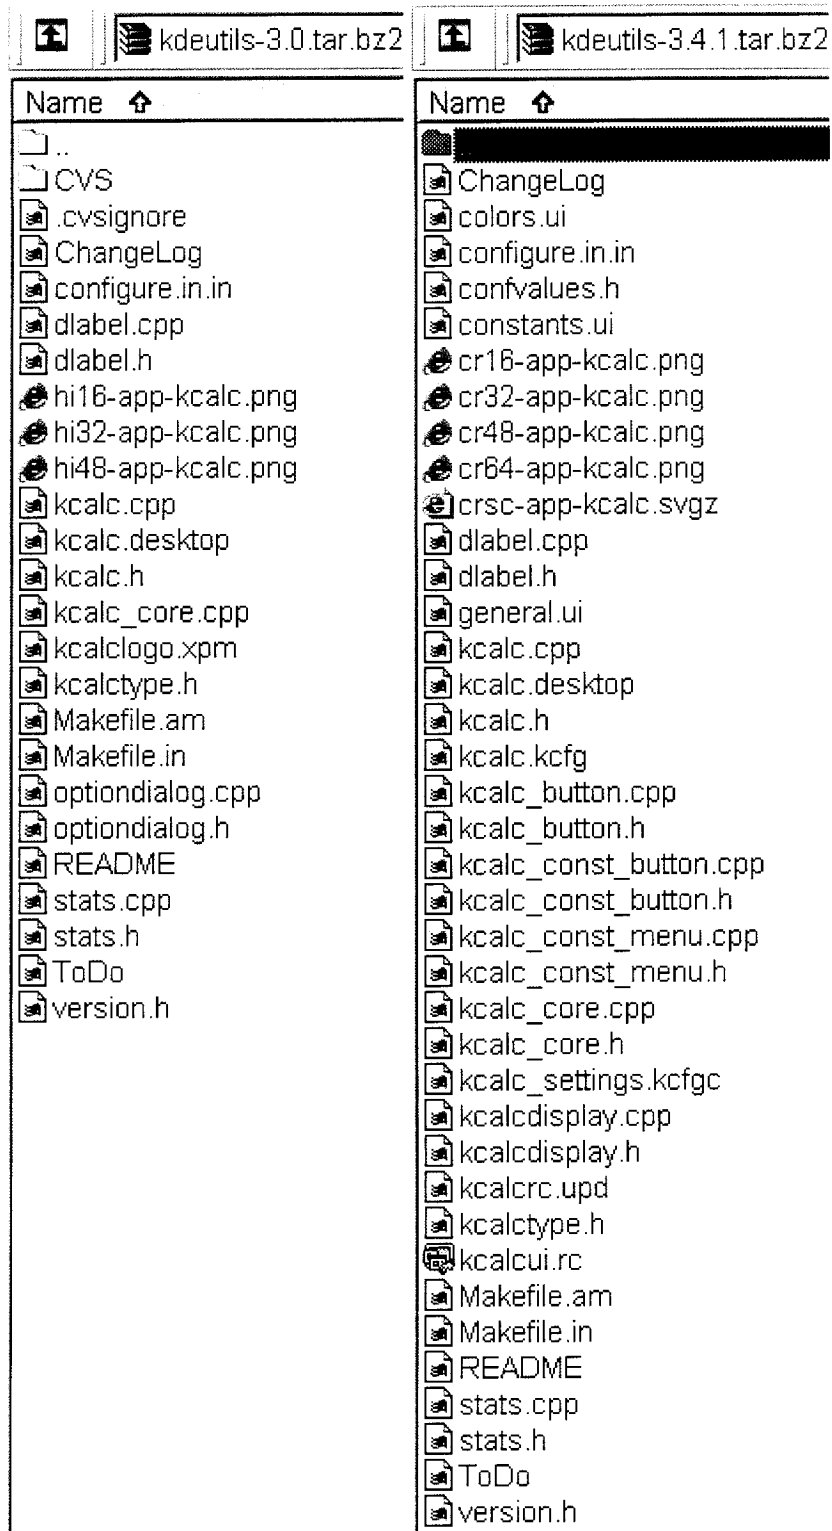 kdeutils-3.0.tar.bz2
Name
..
CVS
.cvsignore
ChangeLog
configure.in.in
dlabel.cpp
dlabel.h
hi16-app-kcalc.png
hi32-app-kcalc.png
hi48-app-kcalc.png
kcalc.cpp
kcalc.desktop
kcalc.h
kcalc_core.cpp
kcalclogo.xpm
kcalctype.h
Makefile.am
Makefile.in
optiondialog.cpp
optiondialog.h
README
stats.cpp
stats.h
ToDo
version.h
kdeutils-3.4.1.tar.bz2
Name
ChangeLog
colors.ui
configure.in.in
confvalues.h
constants.ui
cr16-app-kcalc.png
cr32-app-kcalc.png
cr48-app-kcalc.png
cr64-app-kcalc.png
crsc-app-kcalc.svgz
dlabel.cpp
dlabel.h
general.ui
kcalc.cpp
kcalc.desktop
kcalc.h
kcalc.kcfg
kcalc_button.cpp
kcalc_button.h
kcalc_const_button.cpp
kcalc_const_button.h
kcalc_const_menu.cpp
kcalc_const_menu.h
kcalc_core.cpp
kcalc_core.h
kcalc_settings.kcfgc
kcalcdisplay.cpp
kcalcdisplay.h
kcalcrc.upd
kcalctype.h
kcalcui.rc
Makefile.am
Makefile.in
README
stats.cpp
stats.h
ToDo
version.h